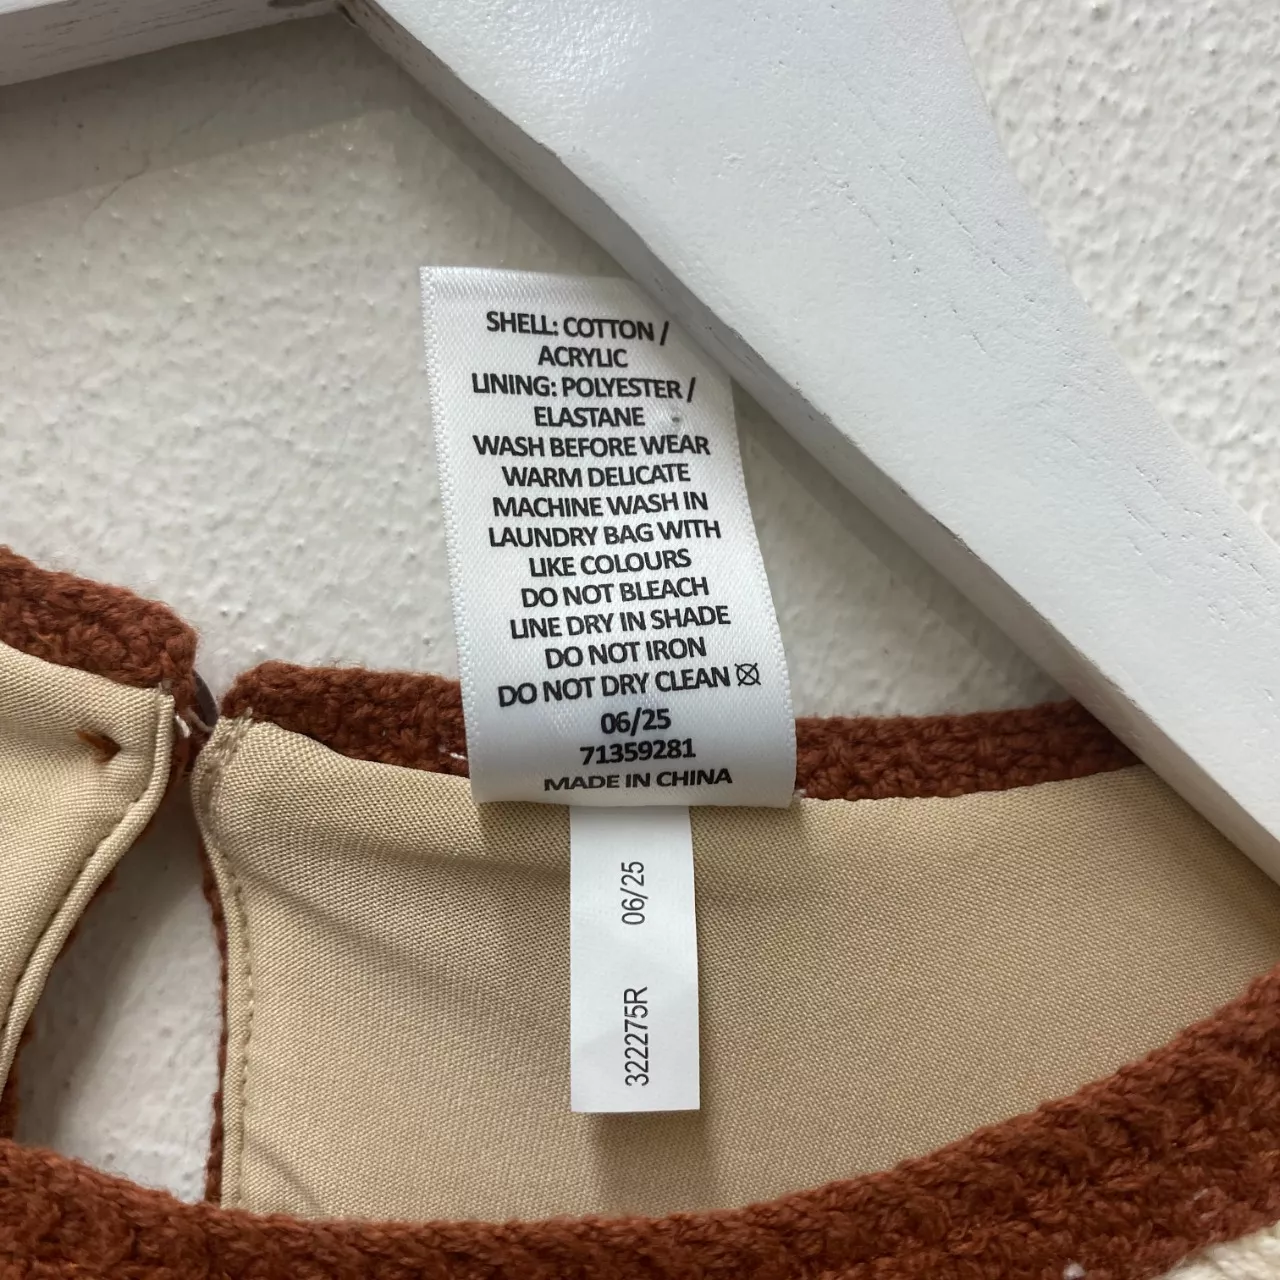 SHELL: COTTON /
ACRYLIC
LINING: POLYESTER /
ELASTANE
WASH BEFORE WEAR
WARM DELICATE
MACHINE WASH IN
LAUNDRY BAG WITH
LIKE COLOURS
DO NOT BLEACH
LINE DRY IN SHADE
DO NOT IRON
DO NOT DRY CLEAN
06/25
71359281
MADE IN CHINA
322275R 06/25